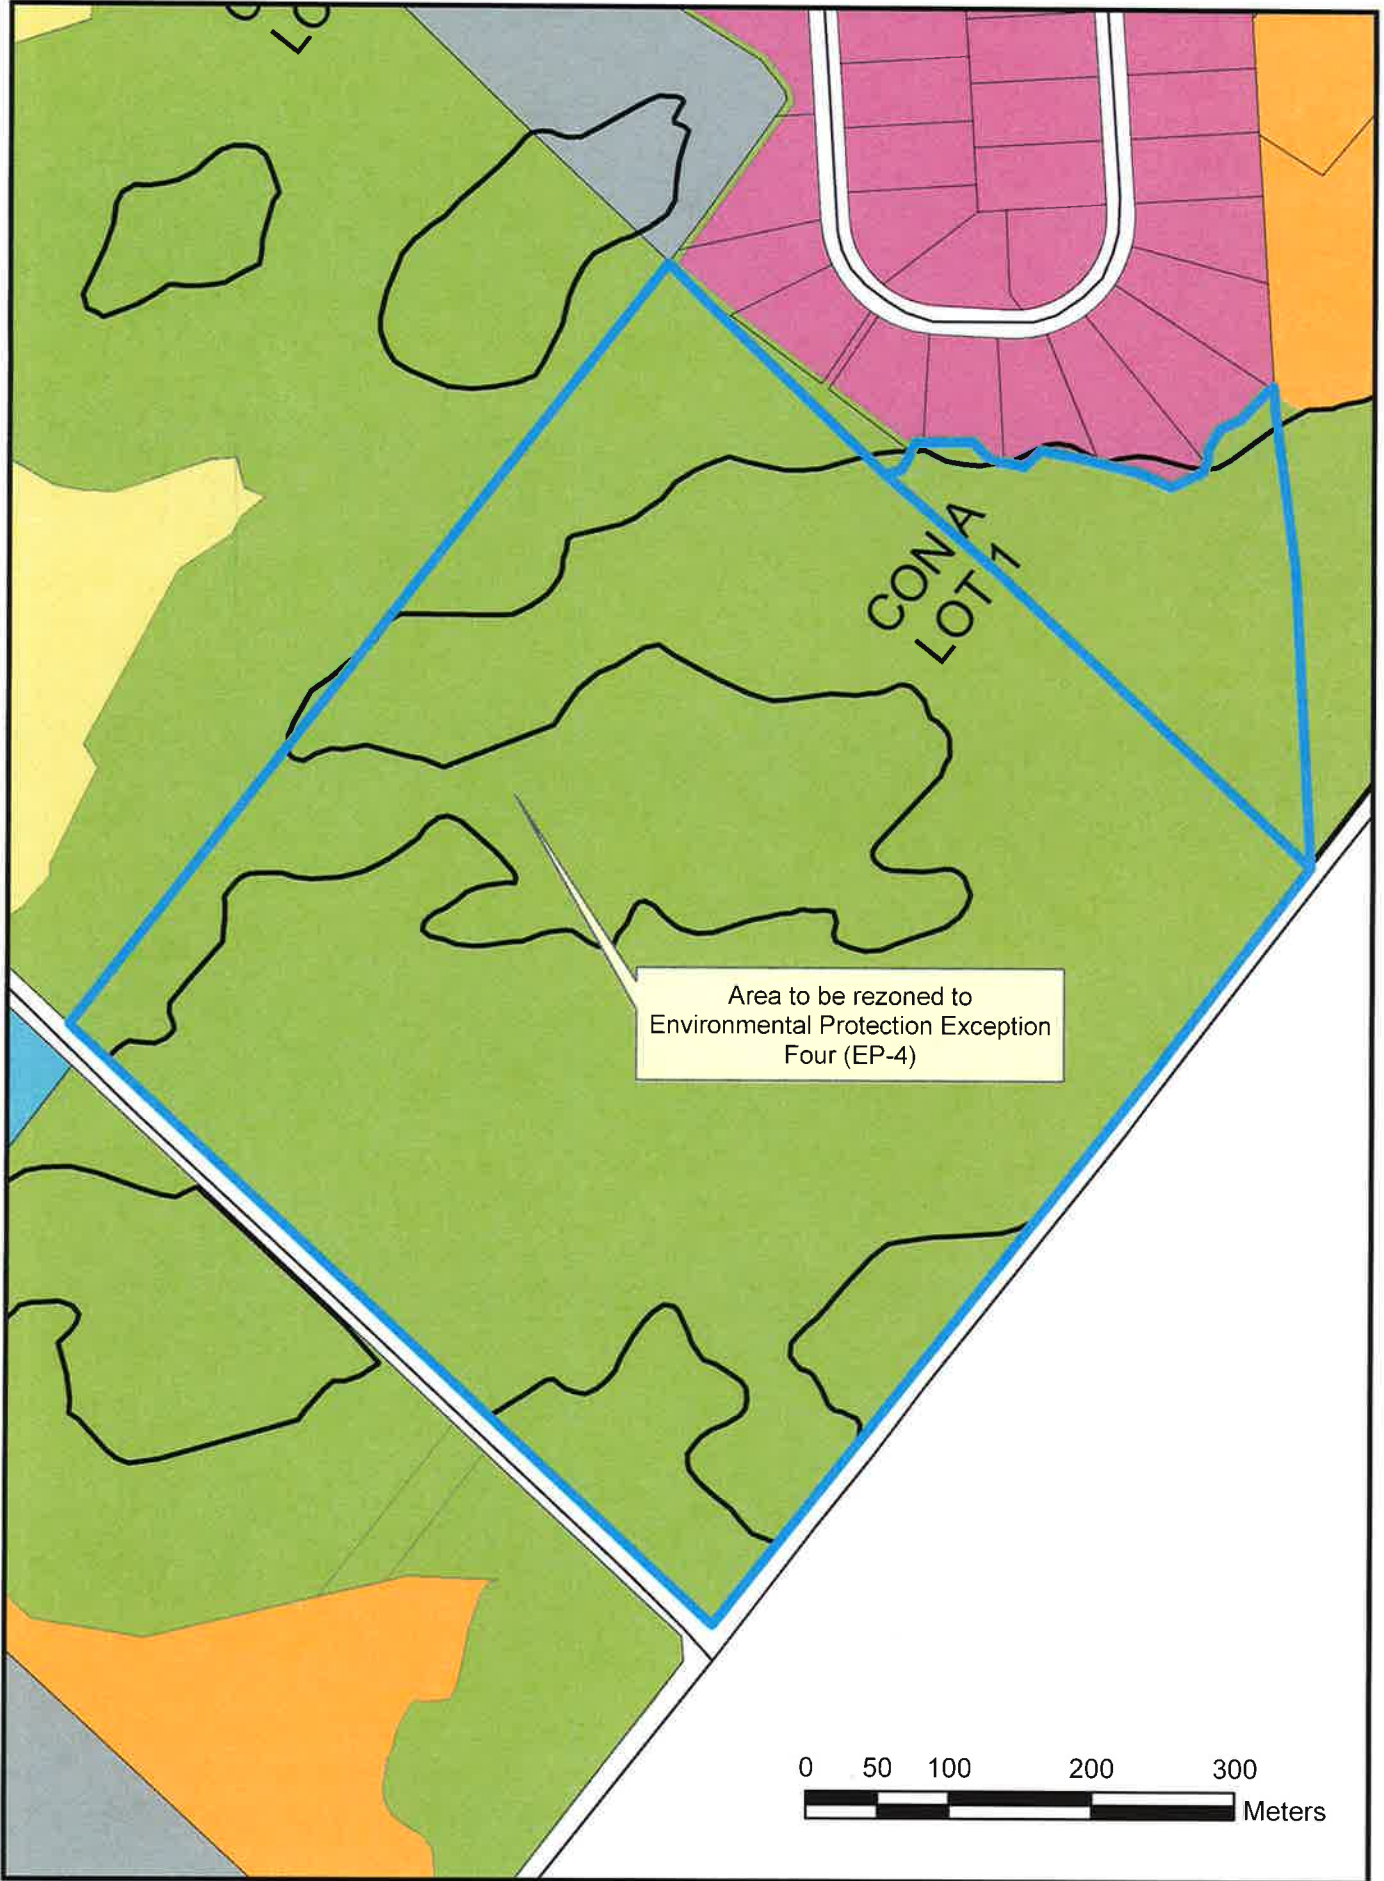 CON A
LOT 1
Area to be rezoned to
Environmental Protection Exception
Four (EP-4)
0 50 100 200 300
Meters